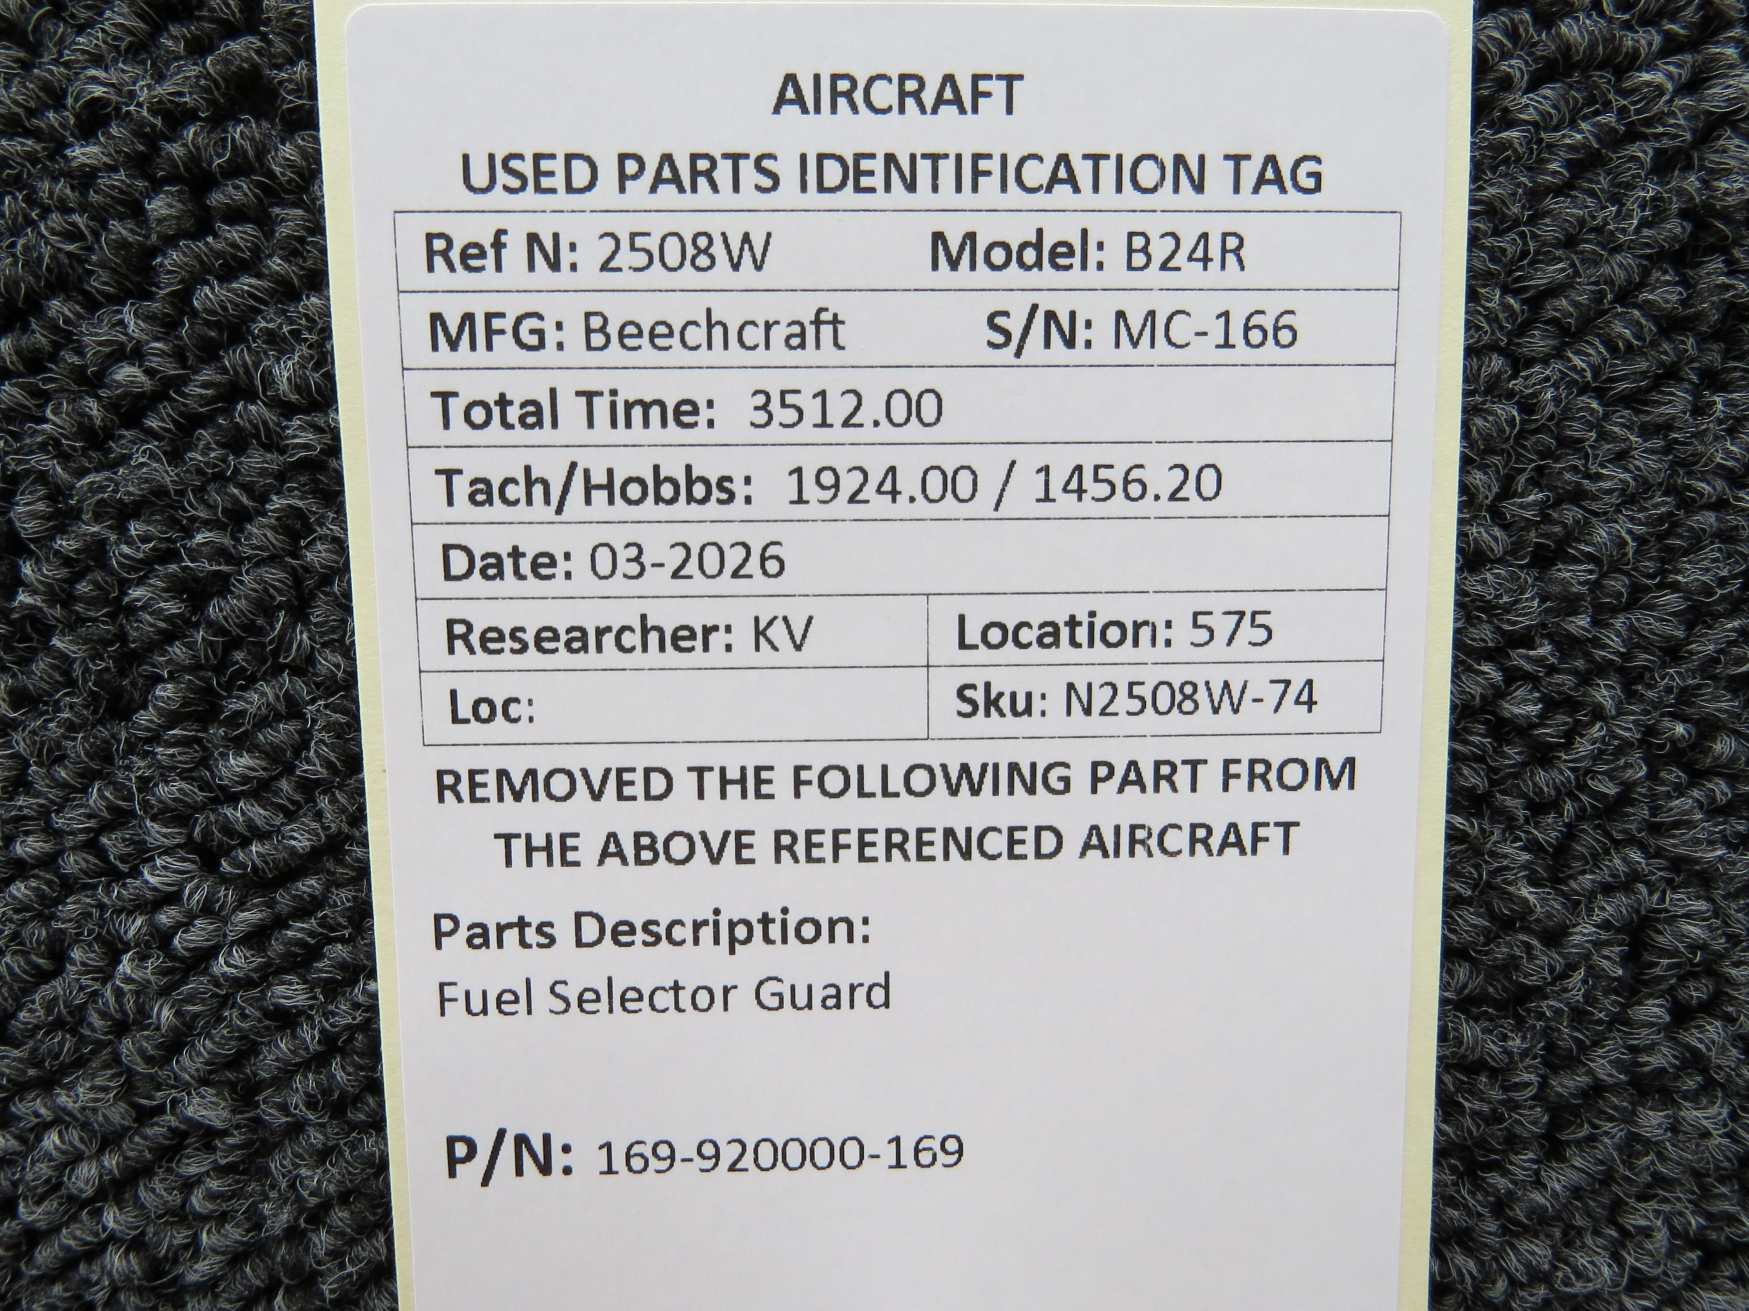 AIRCRAFT
USED PARTS IDENTIFICATION TAG
Ref N: 2508W Model: B24R
MFG: Beechcraft S/N: MC-166
Total Time: 3512.00
Tach/Hobbs: 1924.00 / 1456.20
Date: 03-2026
Researcher: KV Location: 575
Loc: Sku: N2508W-74
REMOVED THE FOLLOWING PART FROM
THE ABOVE REFERENCED AIRCRAFT
Parts Description:
Fuel Selector Guard
P/N: 169-920000-169